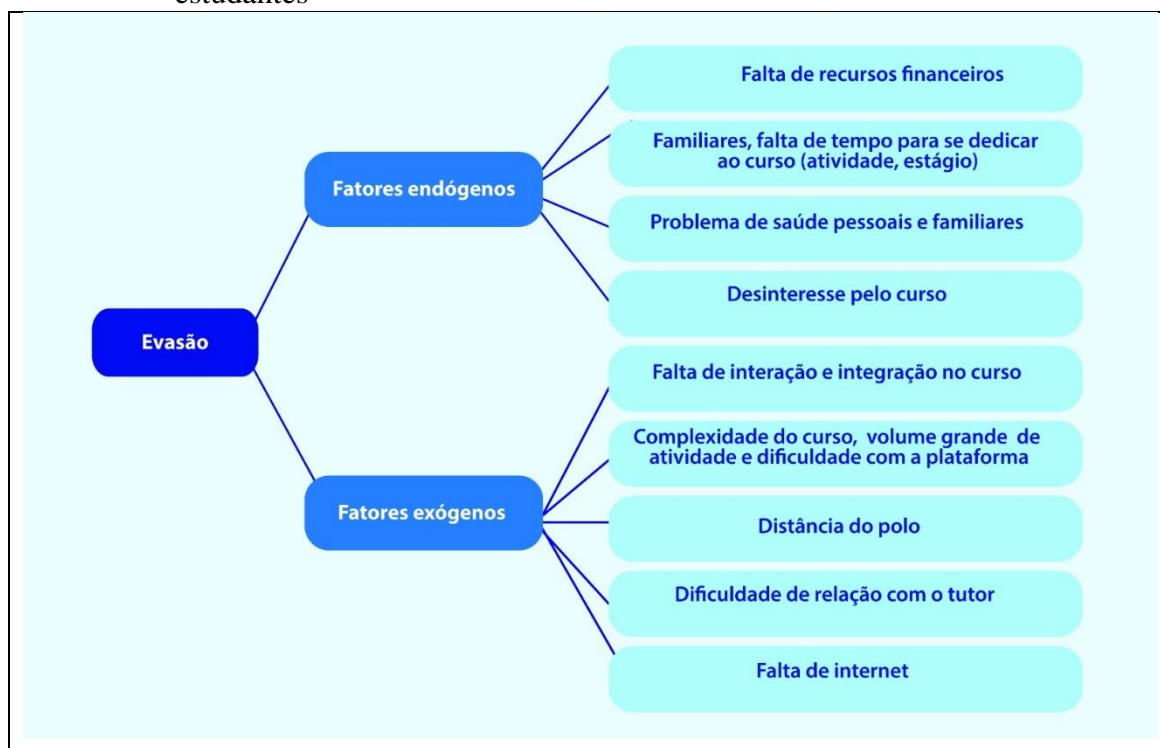 estudantes
Falta de recursos financeiros
Familiares, falta de tempo para se dedicar
ao curso (atividade, estágio)
Fatores endógenos
Problema de saúde pessoais e familiares
Desinteresse pelo curso
Evasão
Falta de interação e integração no curso
Complexidade do curso, volume grande de
atividade e dificuldade com a plataforma
Fatores exógenos
Distância do polo
Dificuldade de relação com o tutor
Falta de internet